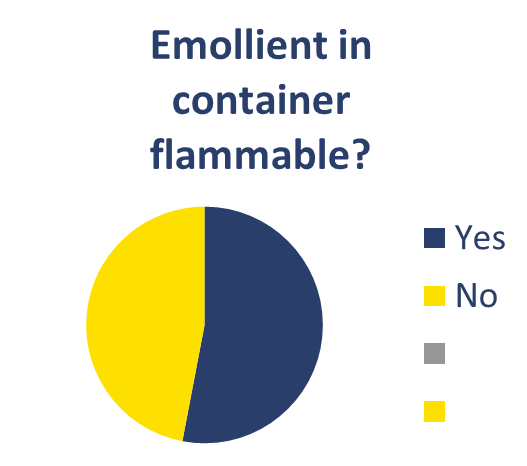 Emollient in
container
flammable?
Yes
No